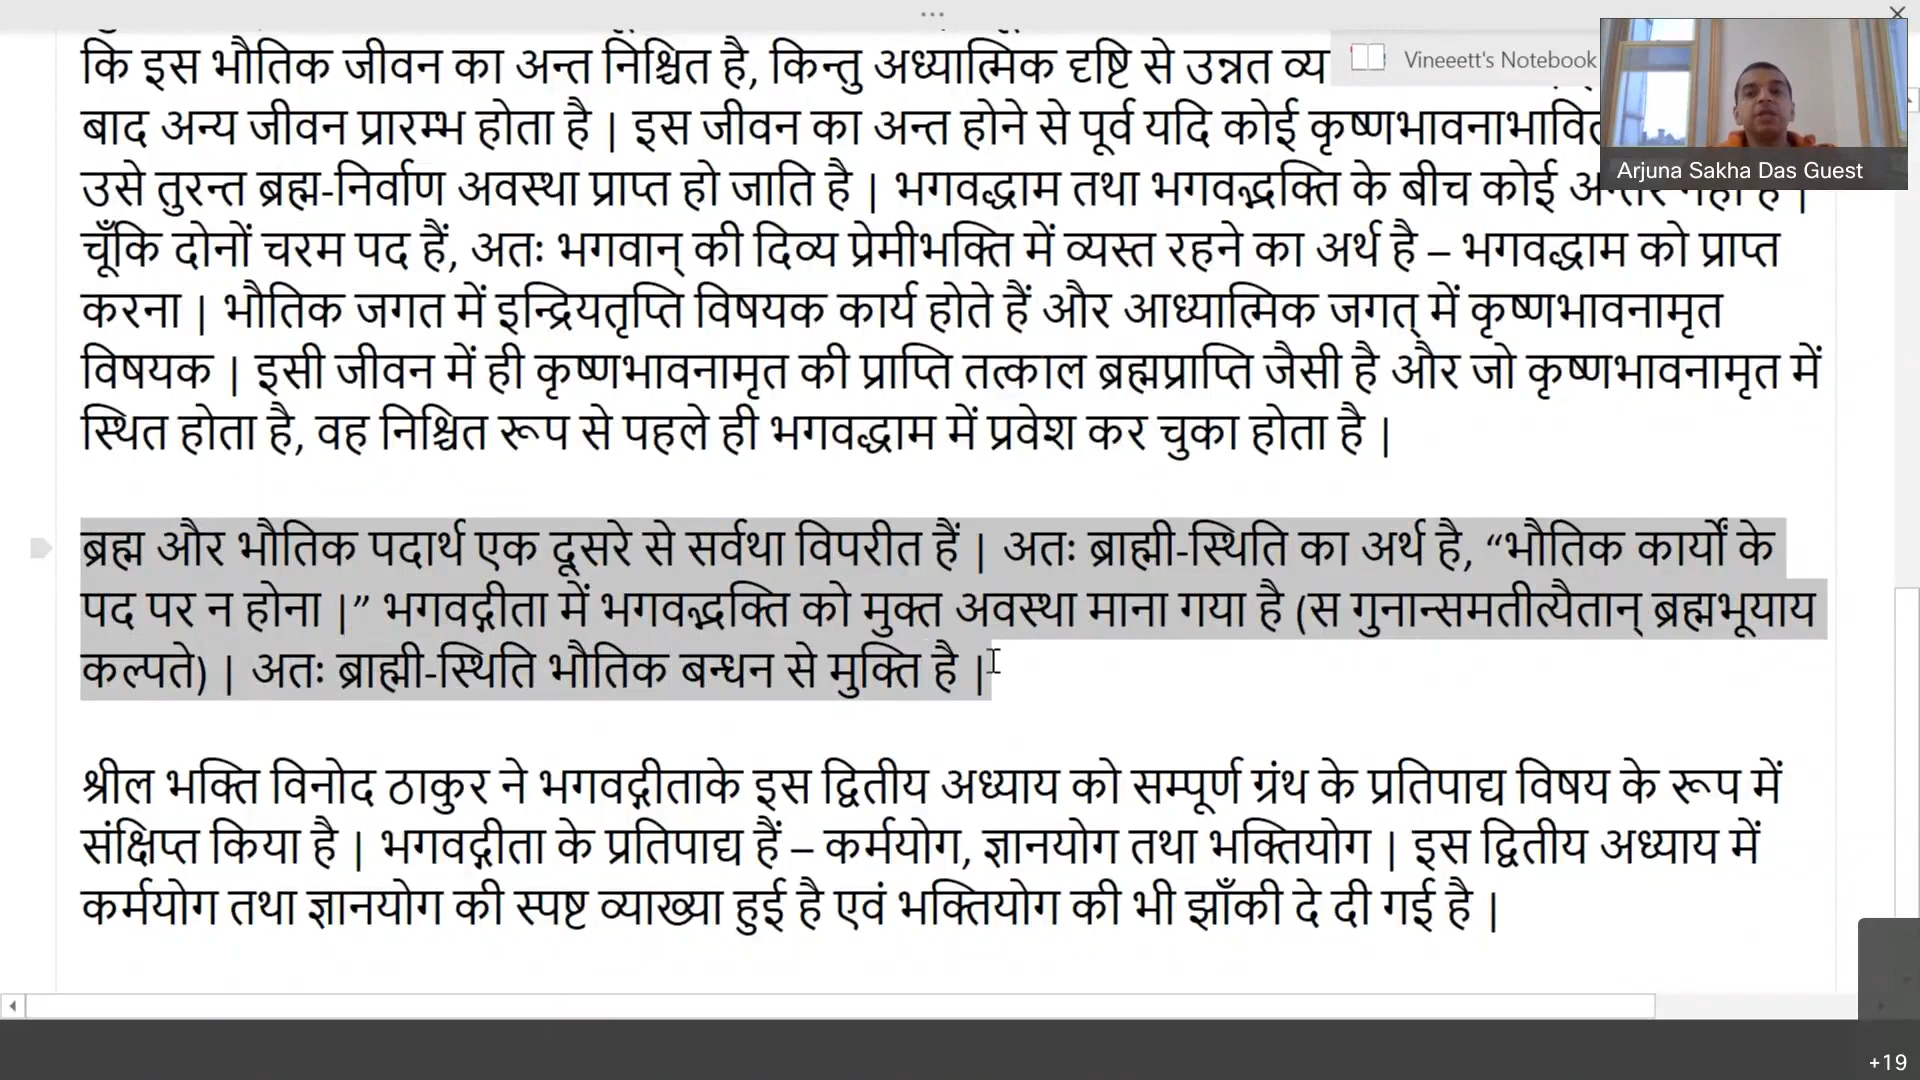 कि इस भौतिक जीवन का अन्त निश्चित है, किन्तु अध्यात्मिक दृष्टि से उन्नत व्य
Vineeett's Notebook
बाद अन्य जीवन प्रारम्भ होता है | इस जीवन का अन्त होने से पूर्व यदि कोई कृष्णभावनाभावित
Arjuna Sakha Das Guest
उसे तुरन्त ब्रह्म-निर्वाण अवस्था प्राप्त हो जाति है | भगवद्धाम तथा भगवद्भक्ति के बीच कोई अन्तर नहीं है |
चूँकि दोनों चरम पद हैं, अतः भगवान् की दिव्य प्रेमीभक्ति में व्यस्त रहने का अर्थ है – भगवद्धाम को प्राप्त
करना | भौतिक जगत में इन्द्रियतृप्ति विषयक कार्य होते हैं और आध्यात्मिक जगत् में कृष्णभावनामृत
विषयक | इसी जीवन में ही कृष्णभावनामृत की प्राप्ति तत्काल ब्रह्मप्राप्ति जैसी है और जो कृष्णभावनामृत में
स्थित होता है, वह निश्चित रूप से पहले ही भगवद्धाम में प्रवेश कर चुका होता है |
ब्रह्म और भौतिक पदार्थ एक दूसरे से सर्वथा विपरीत हैं | अतः ब्राह्मी-स्थिति का अर्थ है, “भौतिक कार्यों के
पद पर न होना |” भगवद्गीता में भगवद्भक्ति को मुक्त अवस्था माना गया है (स गुनान्समतीत्यैतान् ब्रह्मभूयाय
कल्पते) | अतः ब्राह्मी-स्थिति भौतिक बन्धन से मुक्ति है |
श्रील भक्ति विनोद ठाकुर ने भगवद्गीताके इस द्वितीय अध्याय को सम्पूर्ण ग्रंथ के प्रतिपाद्य विषय के रूप में
संक्षिप्त किया है | भगवद्गीता के प्रतिपाद्य हैं – कर्मयोग, ज्ञानयोग तथा भक्तियोग | इस द्वितीय अध्याय में
कर्मयोग तथा ज्ञानयोग की स्पष्ट व्याख्या हुई है एवं भक्तियोग की भी झाँकी दे दी गई है |
+19